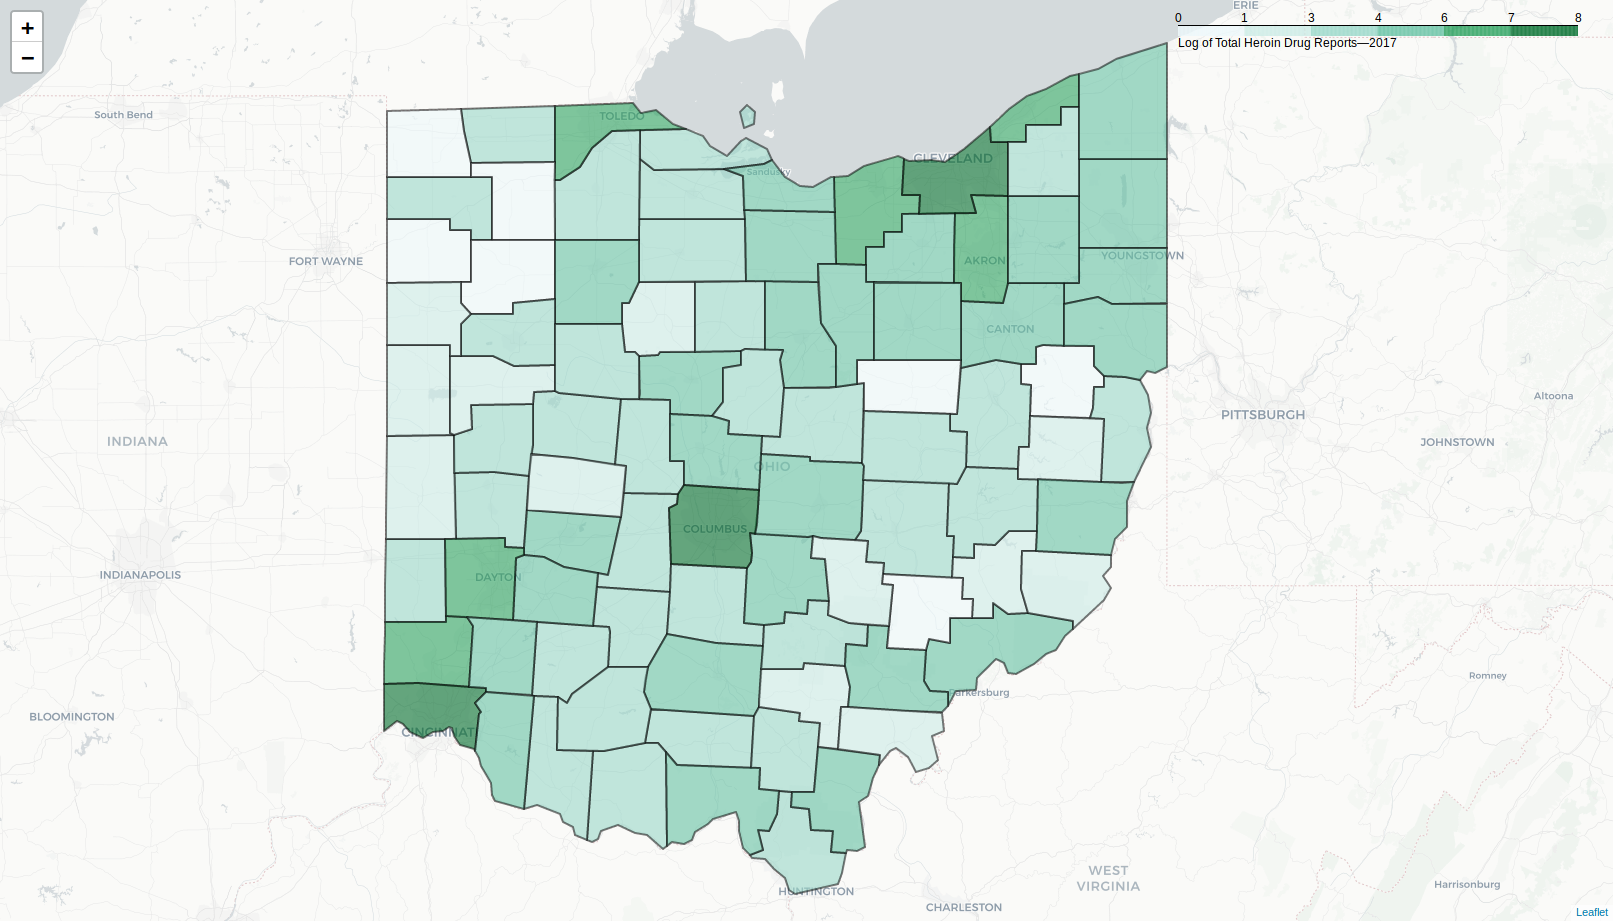 ERIE
+
0 1 3 4 6 7 8
Log of Total Heroin Drug Reports—2017
−
South Bend
TOLEDO
CLEVELAND
Sandusky
FORT WAYNE
AKRON
YOUNGSTOWN
CANTON
Altoona
PITTSBURGH
INDIANA
JOHNSTOWN
OHIO
COLUMBUS
INDIANAPOLIS
DAYTON
Romney
arkersburg
BLOOMINGTON
CINCINNAT
WEST
VIRGINIA
HUNTINGTON
Harrisonburg
CHARLESTON
Leaflet